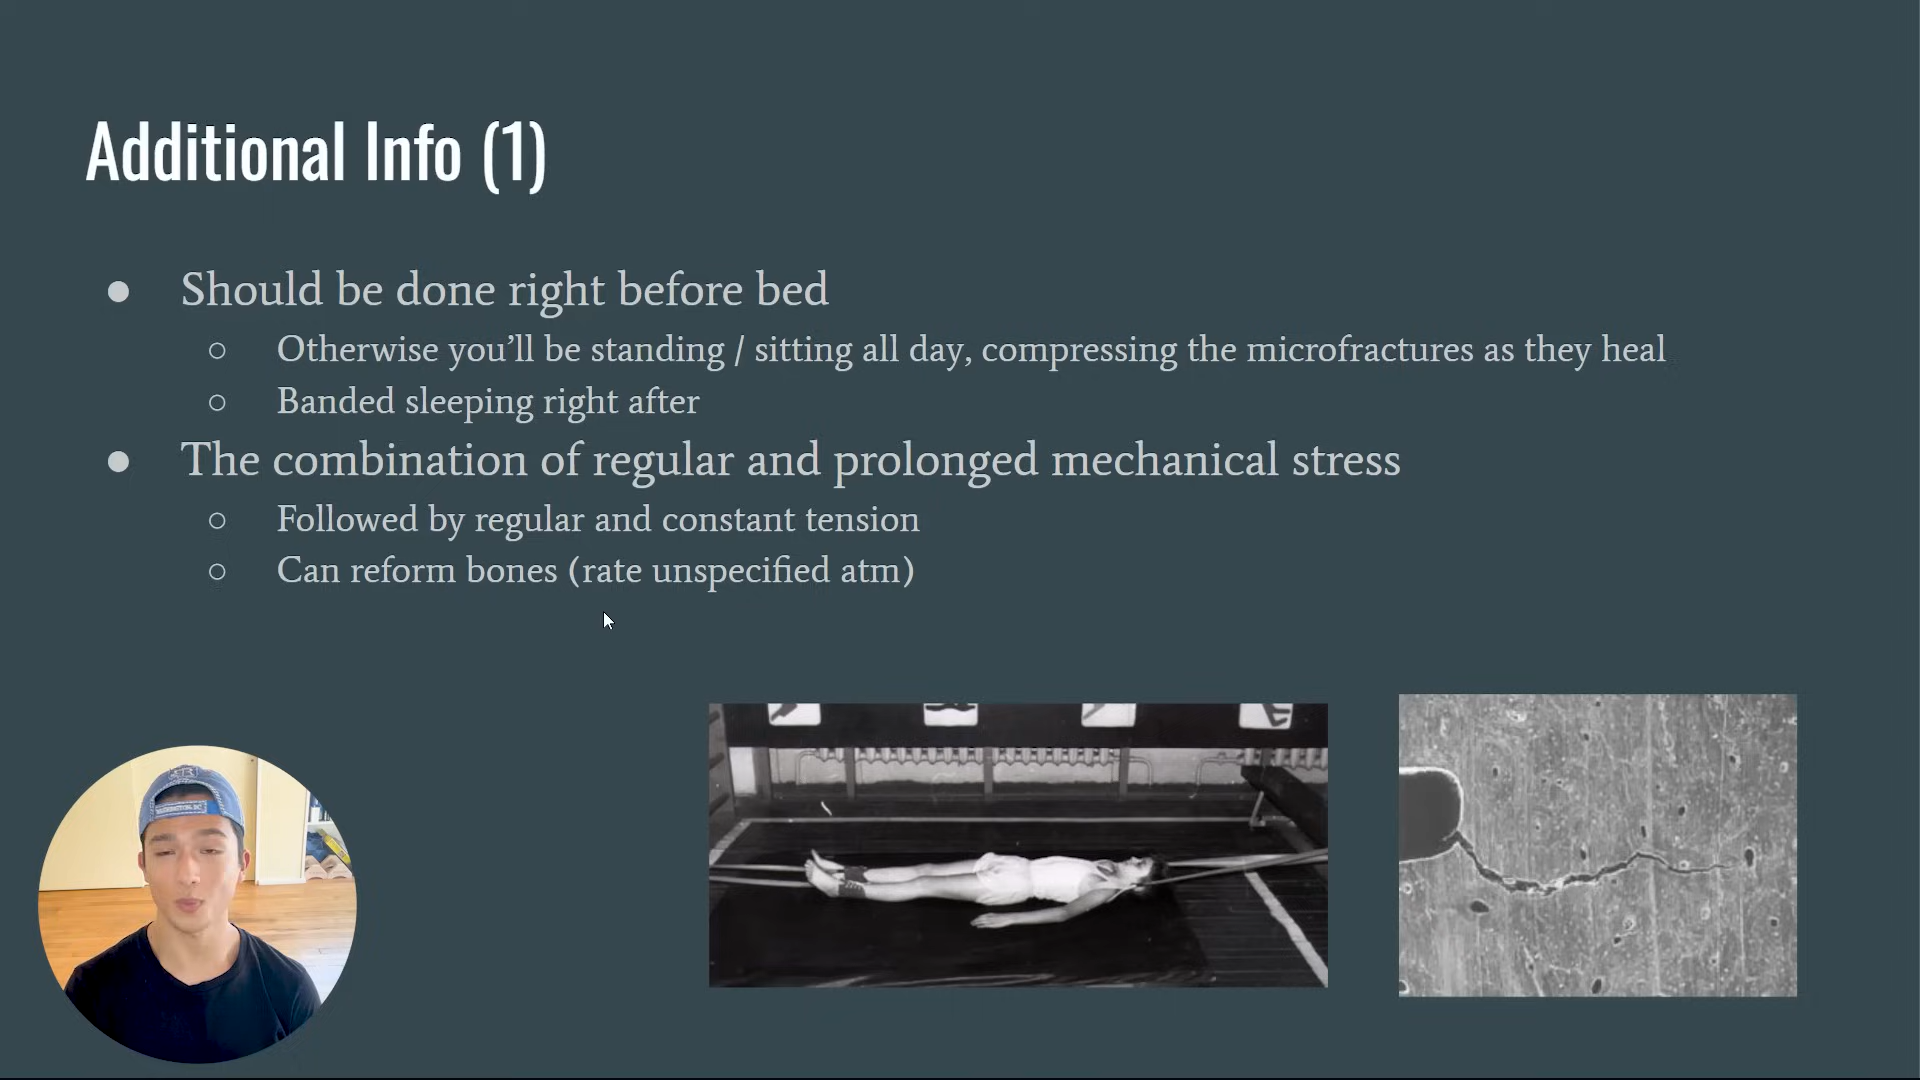 Additional Info (1)
Should be done right before bed
Otherwise you’ll be standing / sitting all day, compressing the microfractures as they heal
Banded sleeping right after
The combination of regular and prolonged mechanical stress
Followed by regular and constant tension
Can reform bones (rate unspecified atm)